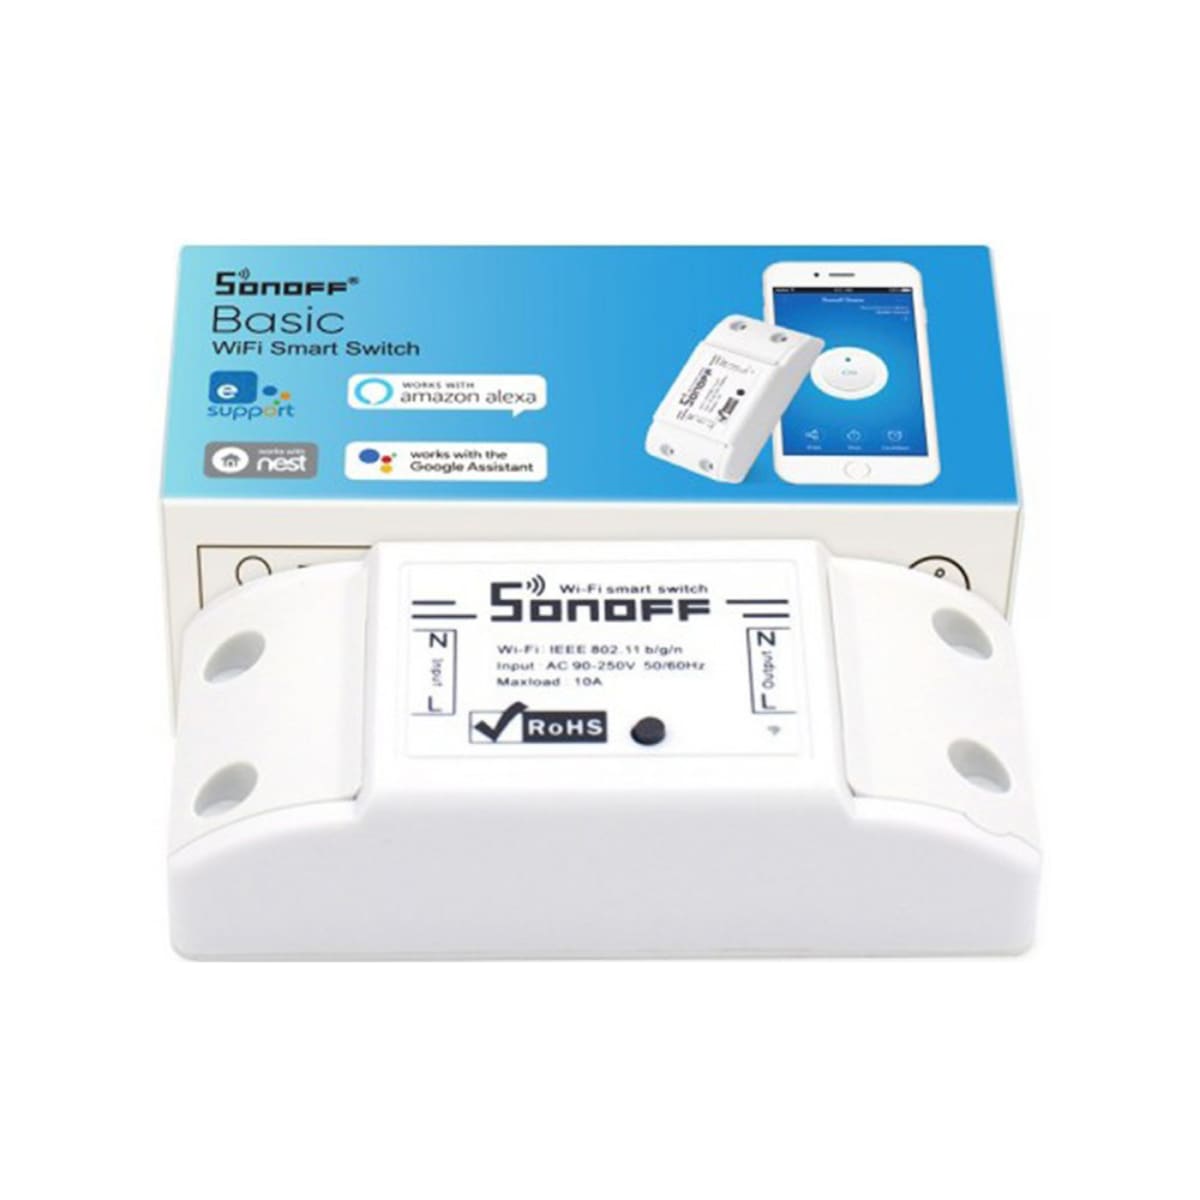 SONOFF®
Basic
WiFi Smart Switch
e
support
WORKS WITH
amazon alexa
works with
nest
works with the
Google Assistant
SONOFF
ON
Wi-Fi smart switch
SONOFF
N
Input
L
Wi-Fi: IEEE 802.11 b/g/n
Input : AC 90-250V 50/60Hz
Maxload : 10A
RoHS
N
Output
L